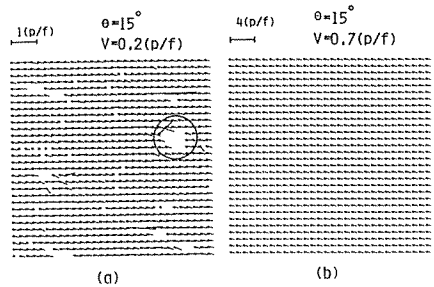 1(p/f)
θ=15°
V=0.2(p/f)
4(p/f)
θ=15°
V=0.7(p/f)
(a)
(b)